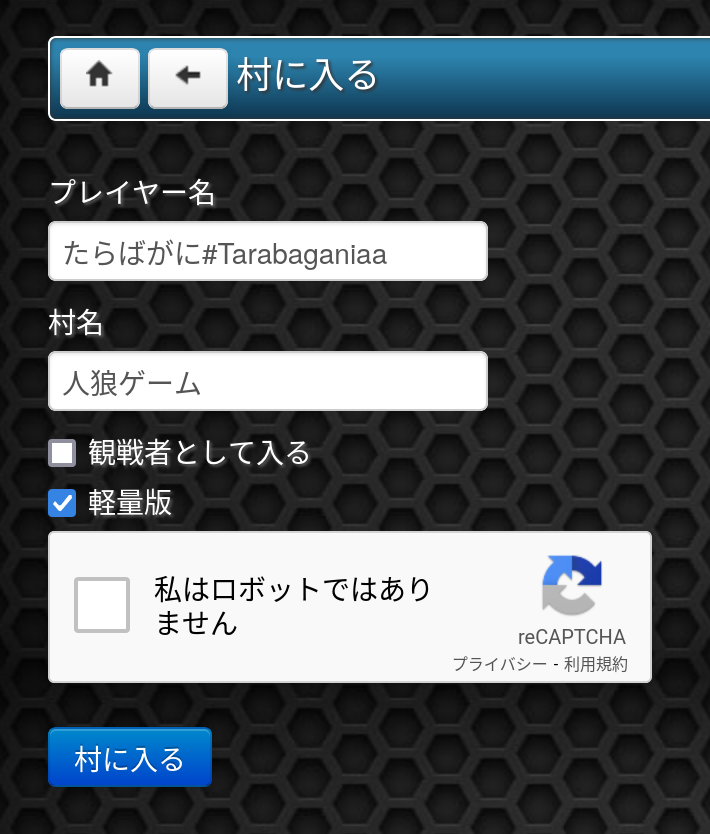 村に入る
プレイヤー名
たらばがに#Tarabaganiaa
村名
人狼ゲーム
観戦者として入る
軽量版
私はロボットではあり
ません
reCAPTCHA
プライバシー - 利用規約
村に入る